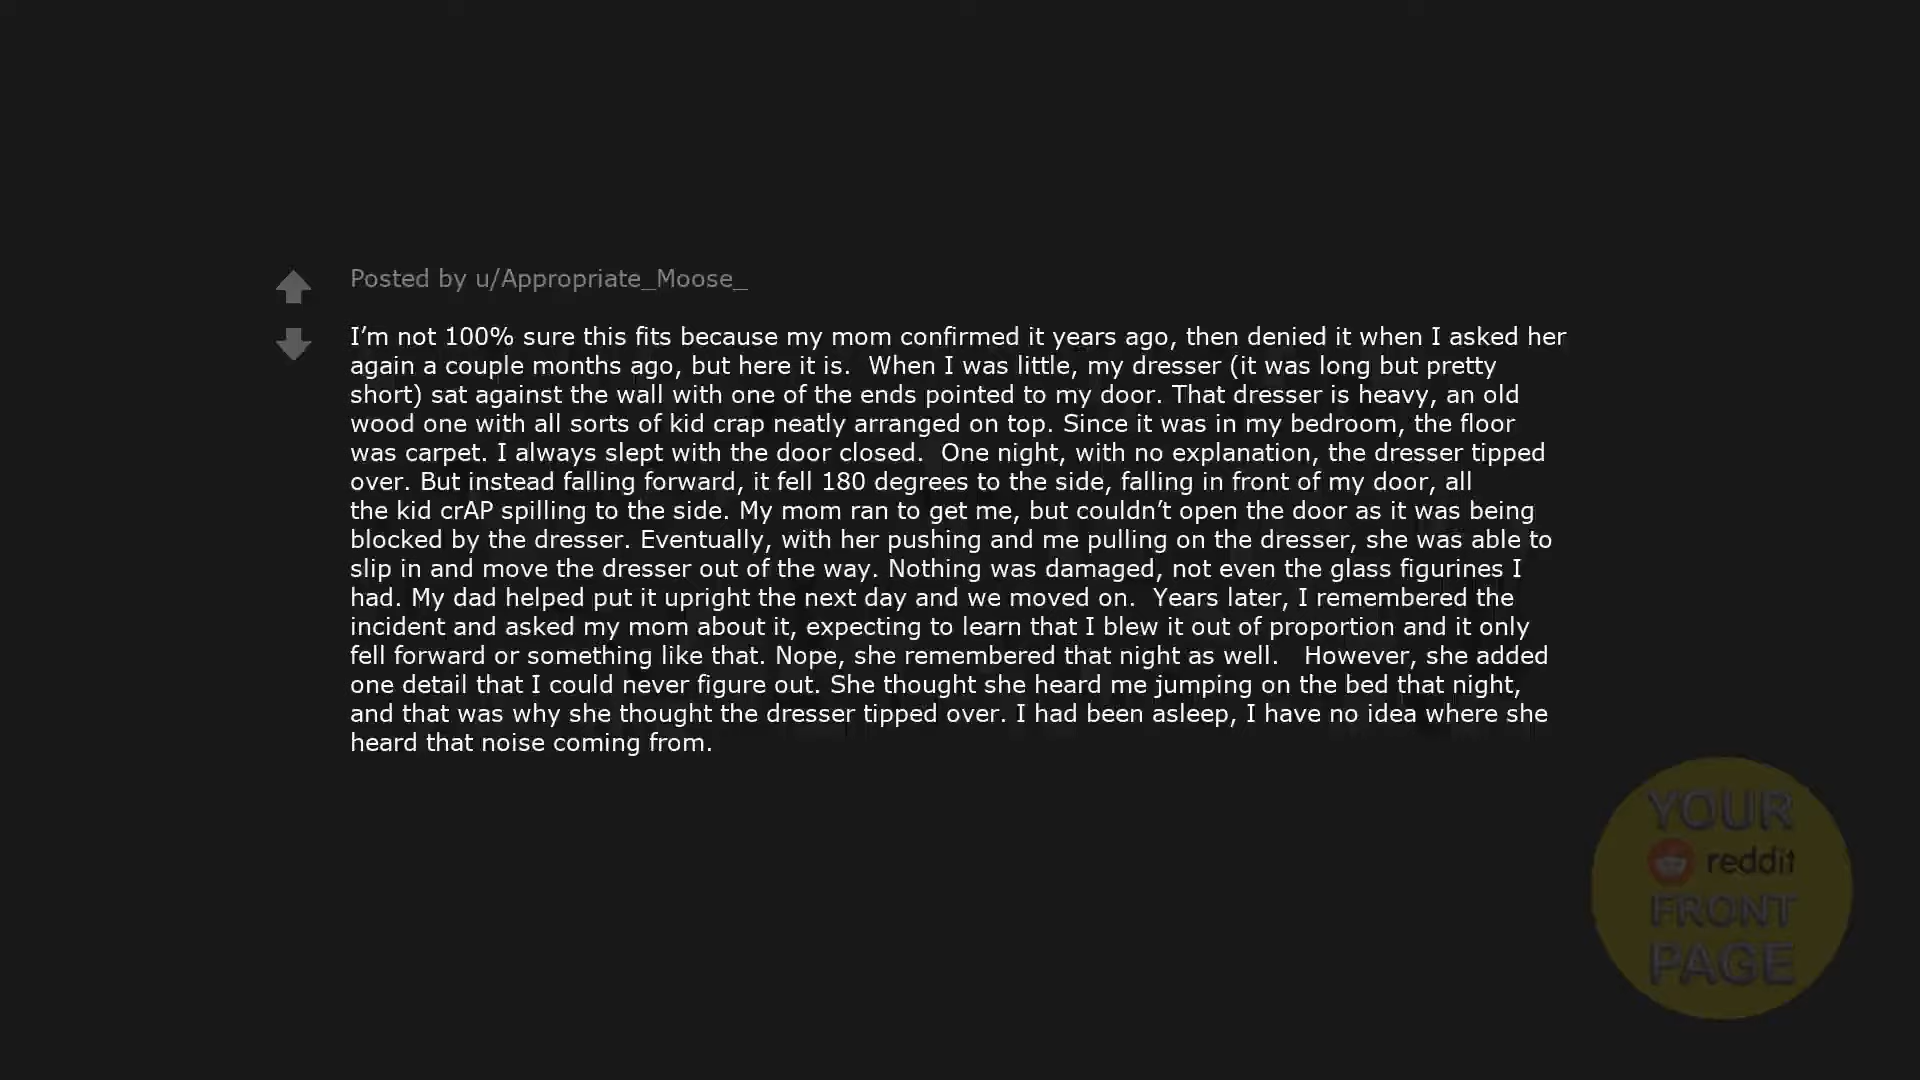 Posted by u/Appropriate_Moose_
I’m not 100% sure this fits because my mom confirmed it years ago, then denied it when I asked her
again a couple months ago, but here it is.  When I was little, my dresser (it was long but pretty
short) sat against the wall with one of the ends pointed to my door. That dresser is heavy, an old
wood one with all sorts of kid crap neatly arranged on top. Since it was in my bedroom, the floor
was carpet. I always slept with the door closed.  One night, with no explanation, the dresser tipped
over. But instead falling forward, it fell 180 degrees to the side, falling in front of my door, all
the kid crAP spilling to the side. My mom ran to get me, but couldn’t open the door as it was being
blocked by the dresser. Eventually, with her pushing and me pulling on the dresser, she was able to
slip in and move the dresser out of the way. Nothing was damaged, not even the glass figurines I
had. My dad helped put it upright the next day and we moved on.  Years later, I remembered the
incident and asked my mom about it, expecting to learn that I blew it out of proportion and it only
fell forward or something like that. Nope, she remembered that night as well.   However, she added
one detail that I could never figure out. She thought she heard me jumping on the bed that night,
and that was why she thought the dresser tipped over. I had been asleep, I have no idea where she
heard that noise coming from.
YOUR
reddit
FRONT
PAGE